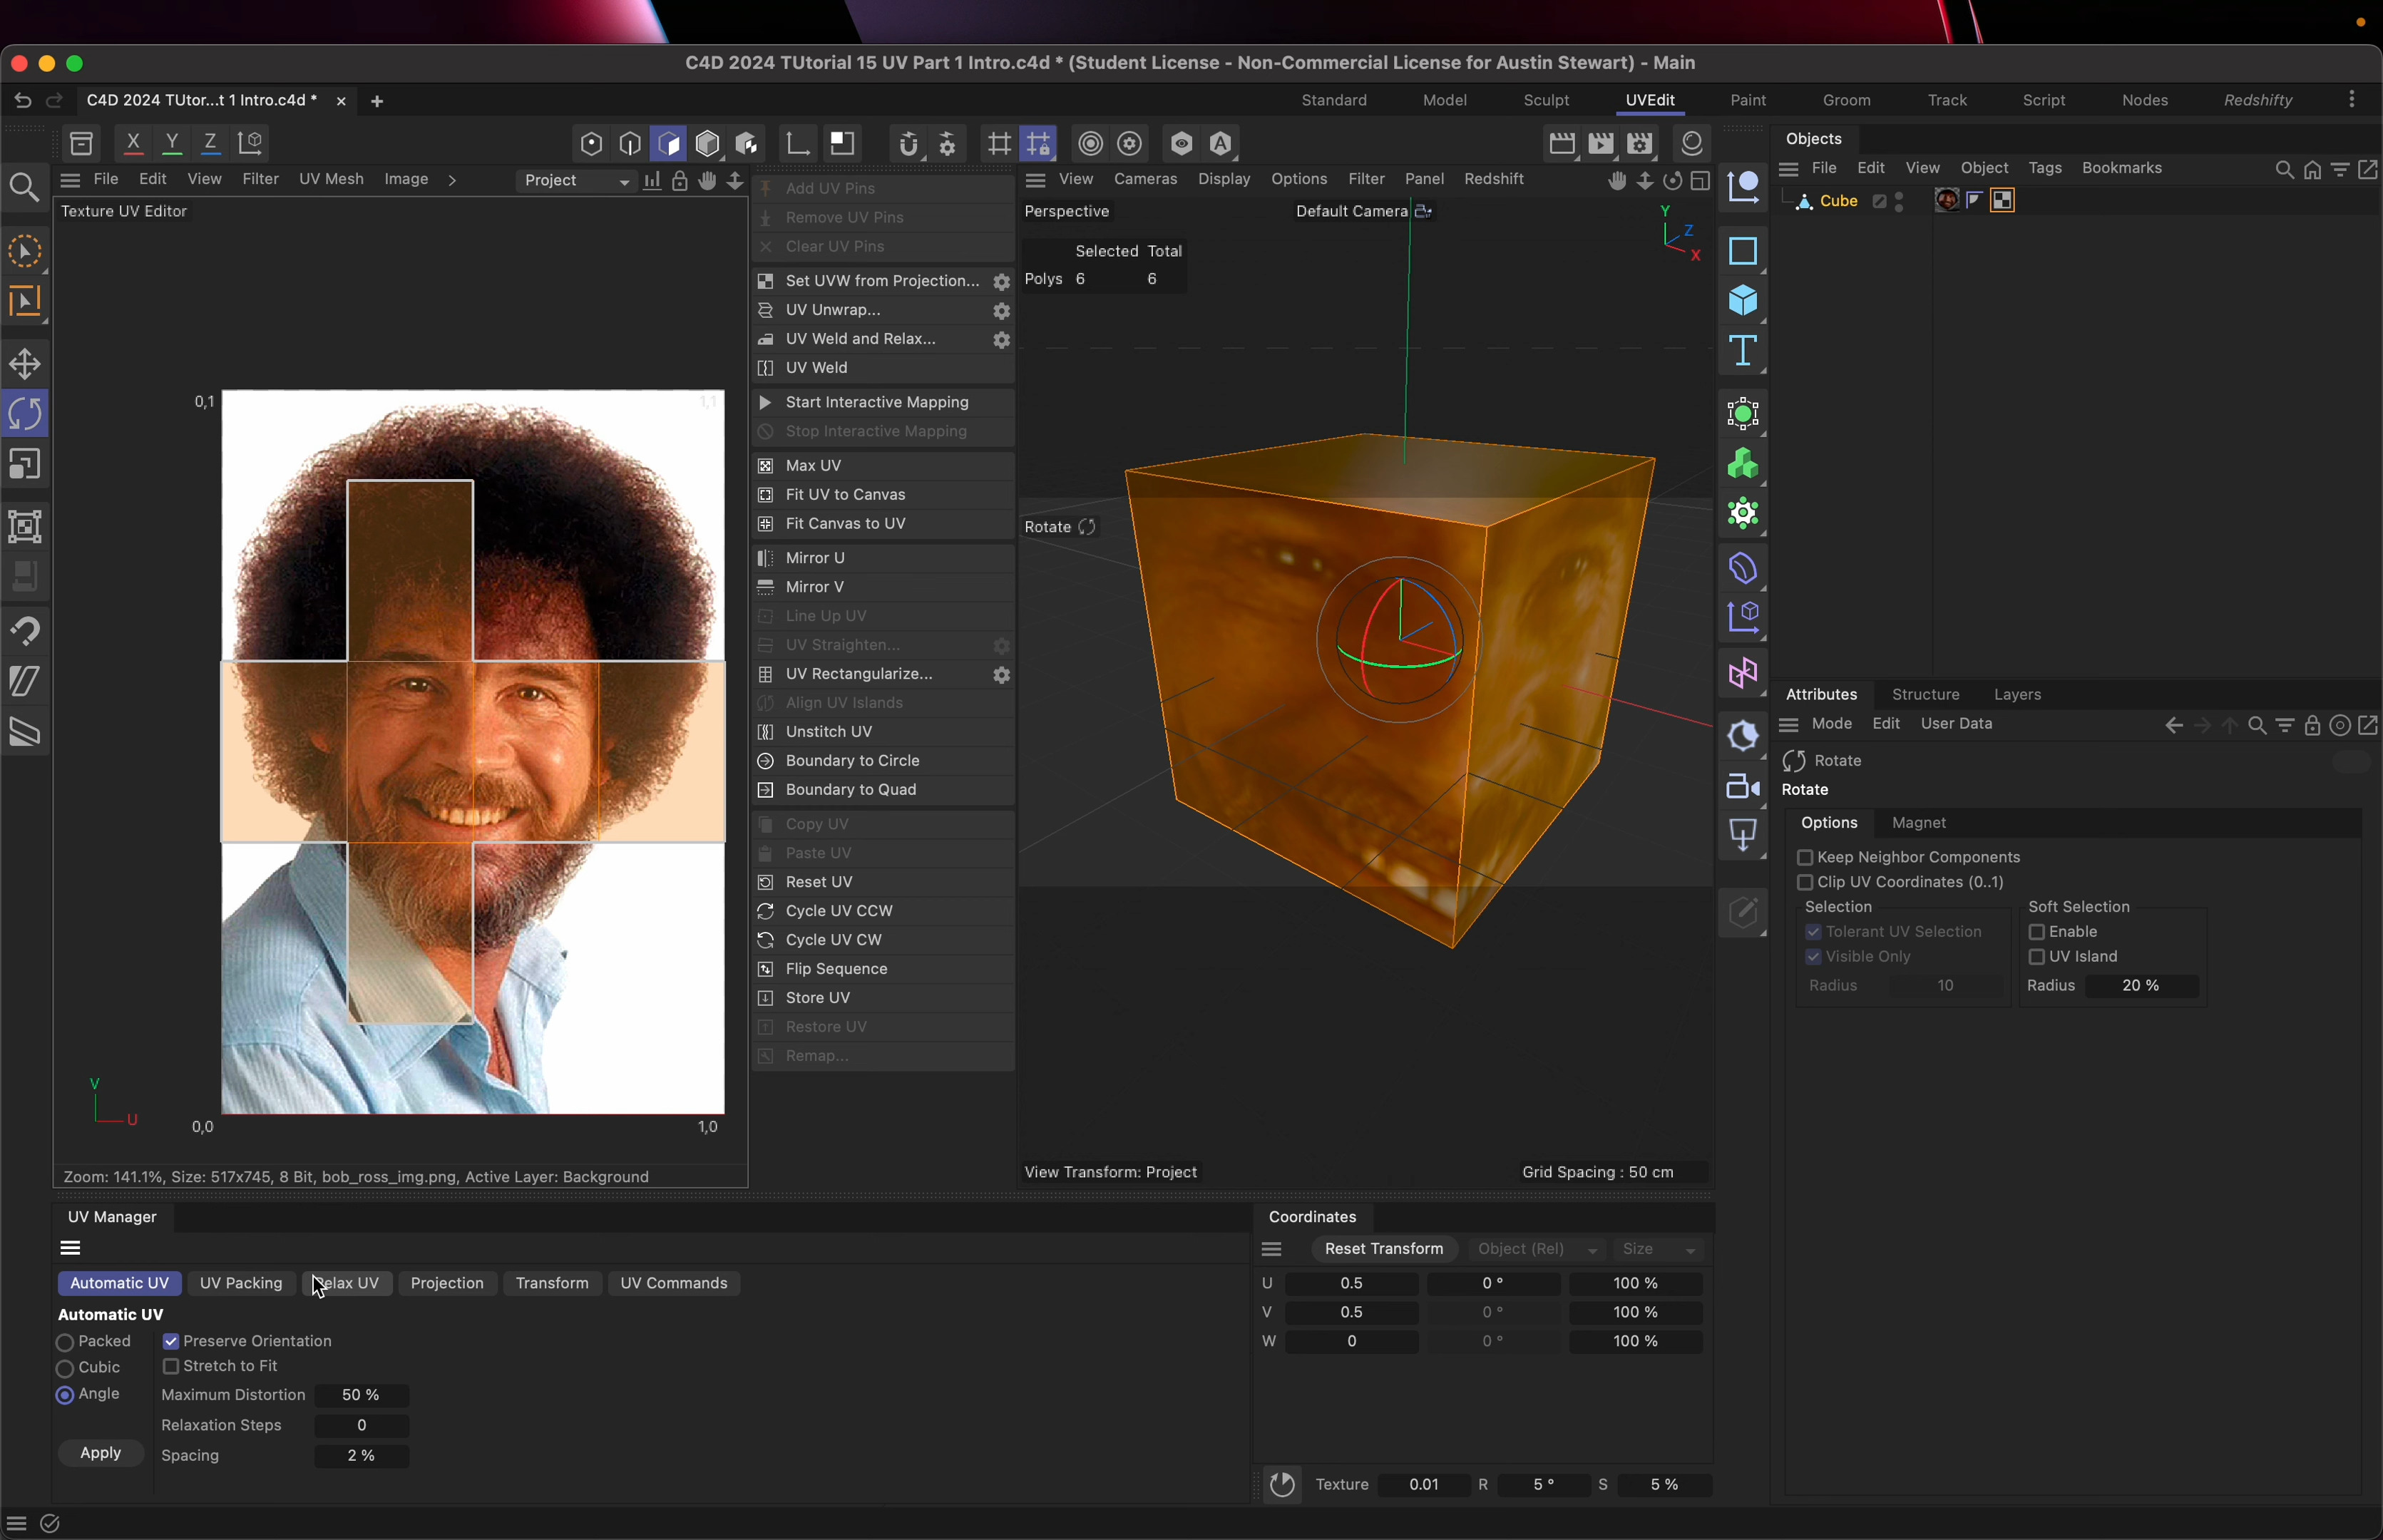 C4D 2024 TUtorial 15 UV Part 1 Intro.c4d * (Student License - Non-Commercial License for Austin Stewart) - Main
C4D 2024 TUtor...t 1 Intro.c4d *
Standard Model Sculpt UVEdit Paint Groom Track Script Nodes Redshifty
X Y Z
Objects
File Edit View Object Tags Bookmarks
Cube
File Edit View Filter UV Mesh Image Project
Texture UV Editor
0,1 1,1
V
U
0,0 1,0
Zoom: 141.1%, Size: 517x745, 8 Bit, bob_ross_img.png, Active Layer: Background
Add UV Pins
Remove UV Pins
Clear UV Pins
Set UVW from Projection...
UV Unwrap...
UV Weld and Relax...
UV Weld
Start Interactive Mapping
Stop Interactive Mapping
Max UV
Fit UV to Canvas
Fit Canvas to UV
Mirror U
Mirror V
Line Up UV
UV Straighten...
UV Rectangularize...
Align UV Islands
Unstitch UV
Boundary to Circle
Boundary to Quad
Copy UV
Paste UV
Reset UV
Cycle UV CCW
Cycle UV CW
Flip Sequence
Store UV
Restore UV
Remap...
View Cameras Display Options Filter Panel Redshift
Perspective Default Camera
Y
Z
X
Selected Total
Polys 6 6
Rotate
View Transform: Project Grid Spacing : 50 cm
Attributes Structure Layers
Mode Edit User Data
Rotate
Rotate
Options Magnet
Keep Neighbor Components
Clip UV Coordinates (0..1)
Selection Soft Selection
Tolerant UV Selection Enable
Visible Only UV Island
Radius 10 Radius 20 %
UV Manager
Automatic UV UV Packing Relax UV Projection Transform UV Commands
Automatic UV
Packed Preserve Orientation
Cubic Stretch to Fit
Angle Maximum Distortion 50 %
Relaxation Steps 0
Apply Spacing 2 %
Coordinates
Reset Transform Object (Rel) Size
U 0.5 0 ° 100 %
V 0.5 0 ° 100 %
W 0 0 ° 100 %
Texture 0.01 R 5 ° S 5 %